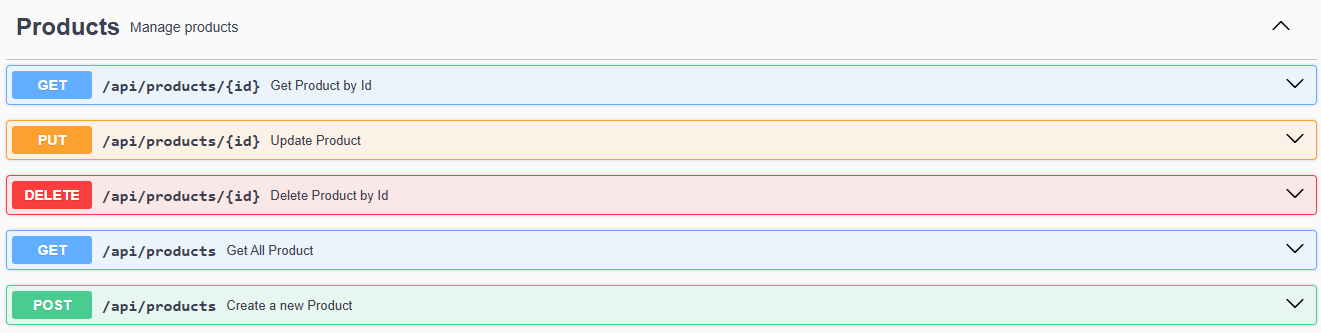 Products Manage products
GET /api/products/{id} Get Product by Id
PUT /api/products/{id} Update Product
DELETE /api/products/{id} Delete Product by Id
GET /api/products Get All Product
POST /api/products Create a new Product